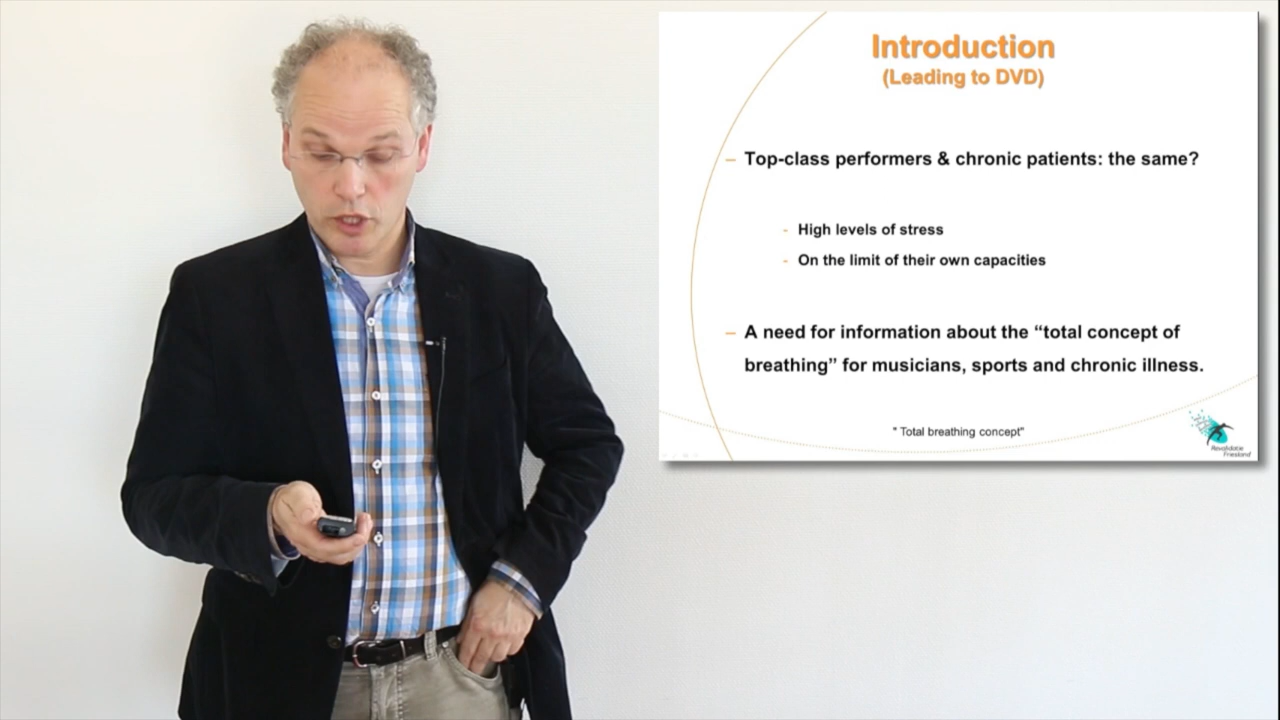 Introduction
(Leading to DVD)
– Top-class performers & chronic patients: the same?
- High levels of stress
- On the limit of their own capacities
– A need for information about the “total concept of
breathing” for musicians, sports and chronic illness.
" Total breathing concept"
Revalidatie
Friesland